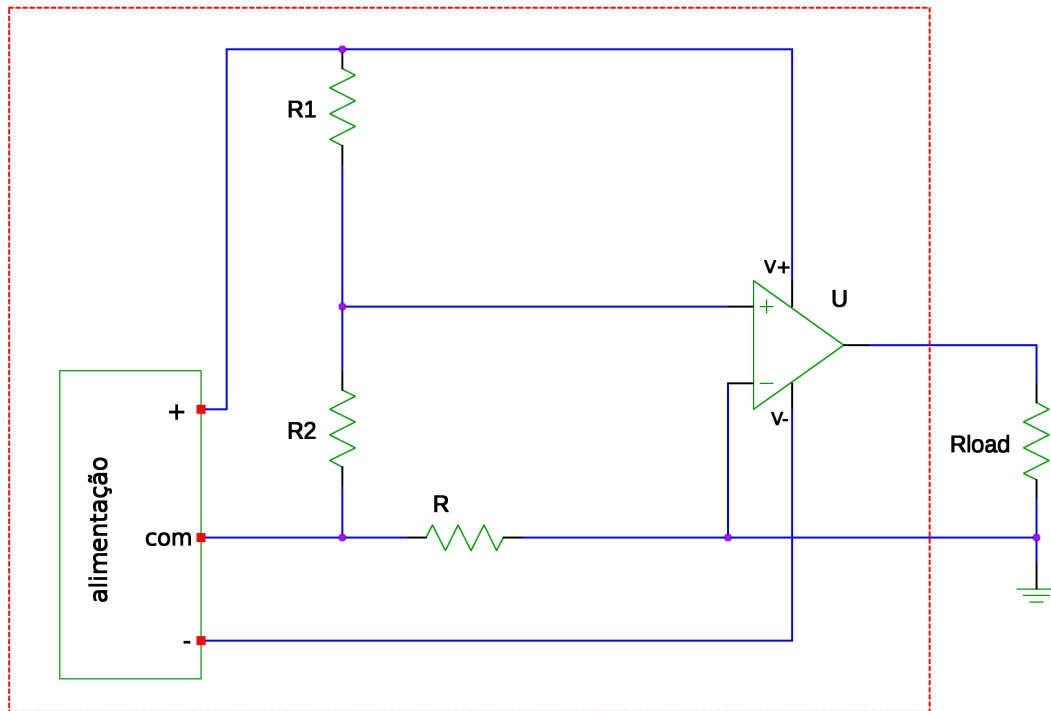 R1
V+
U
+
−
V-
+
R2
Rload
R
com
alimentação
-